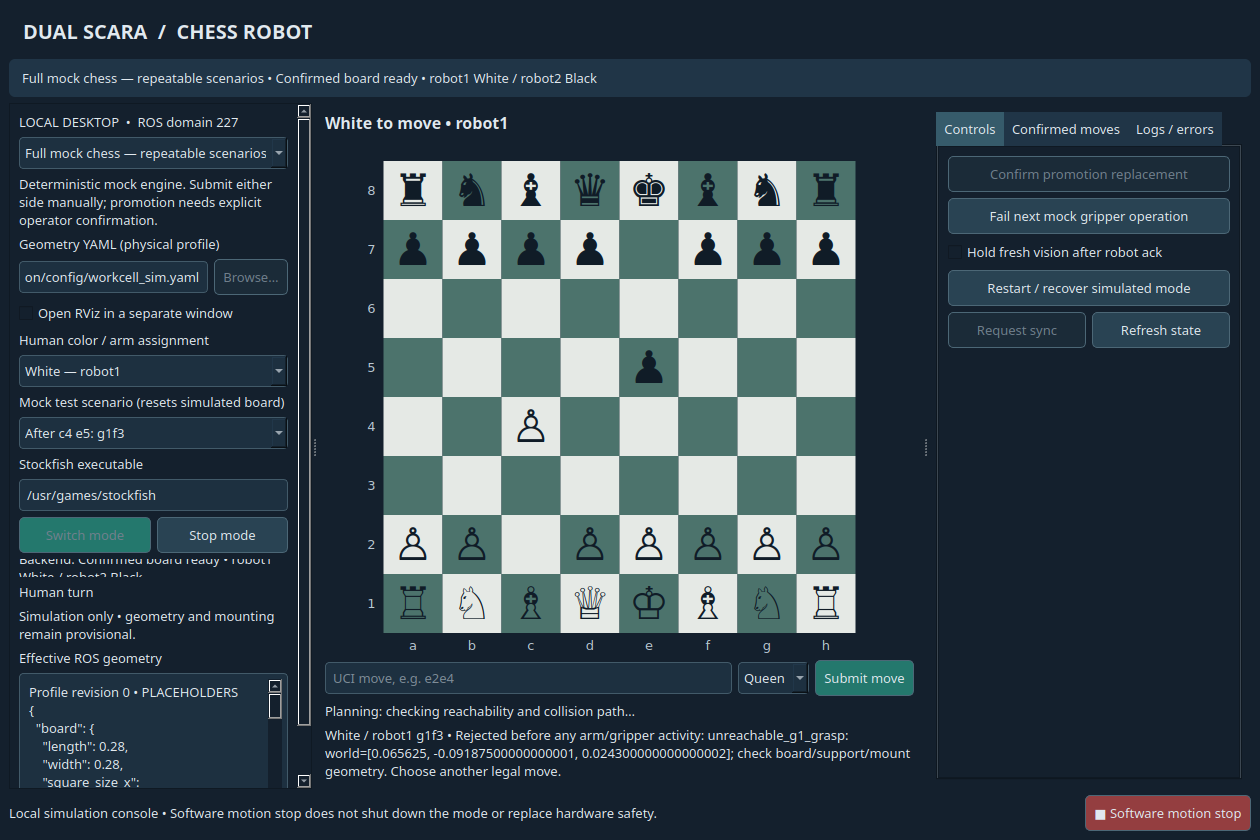 DUAL SCARA / CHESS ROBOT
Full mock chess — repeatable scenarios • Confirmed board ready • robot1 White / robot2 Black
LOCAL DESKTOP • ROS domain 227
Full mock chess — repeatable scenarios
Deterministic mock engine. Submit either
side manually; promotion needs explicit
operator confirmation.
Geometry YAML (physical profile)
on/config/workcell_sim.yaml
Browse...
Open RViz in a separate window
Human color / arm assignment
White — robot1
Mock test scenario (resets simulated board)
After c4 e5: g1f3
Stockfish executable
/usr/games/stockfish
Switch mode
Stop mode
Backend: Confirmed board ready • robot1
White / robot2 Black
Human turn
Simulation only • geometry and mounting
remain provisional.
Effective ROS geometry
Profile revision 0 • PLACEHOLDERS
{
"board": {
"length": 0.28,
"width": 0.28,
"square_size_x":
White to move • robot1
8
7
6
5
4
3
2
1
a b c d e f g h
UCI move, e.g. e2e4
Queen
Submit move
Planning: checking reachability and collision path...
White / robot1 g1f3 • Rejected before any arm/gripper activity: unreachable_g1_grasp:
world=[0.065625, -0.09187500000000001, 0.024300000000000002]; check board/support/mount
geometry. Choose another legal move.
Controls
Confirmed moves
Logs / errors
Confirm promotion replacement
Fail next mock gripper operation
Hold fresh vision after robot ack
Restart / recover simulated mode
Request sync
Refresh state
Local simulation console • Software motion stop does not shut down the mode or replace hardware safety.
Software motion stop